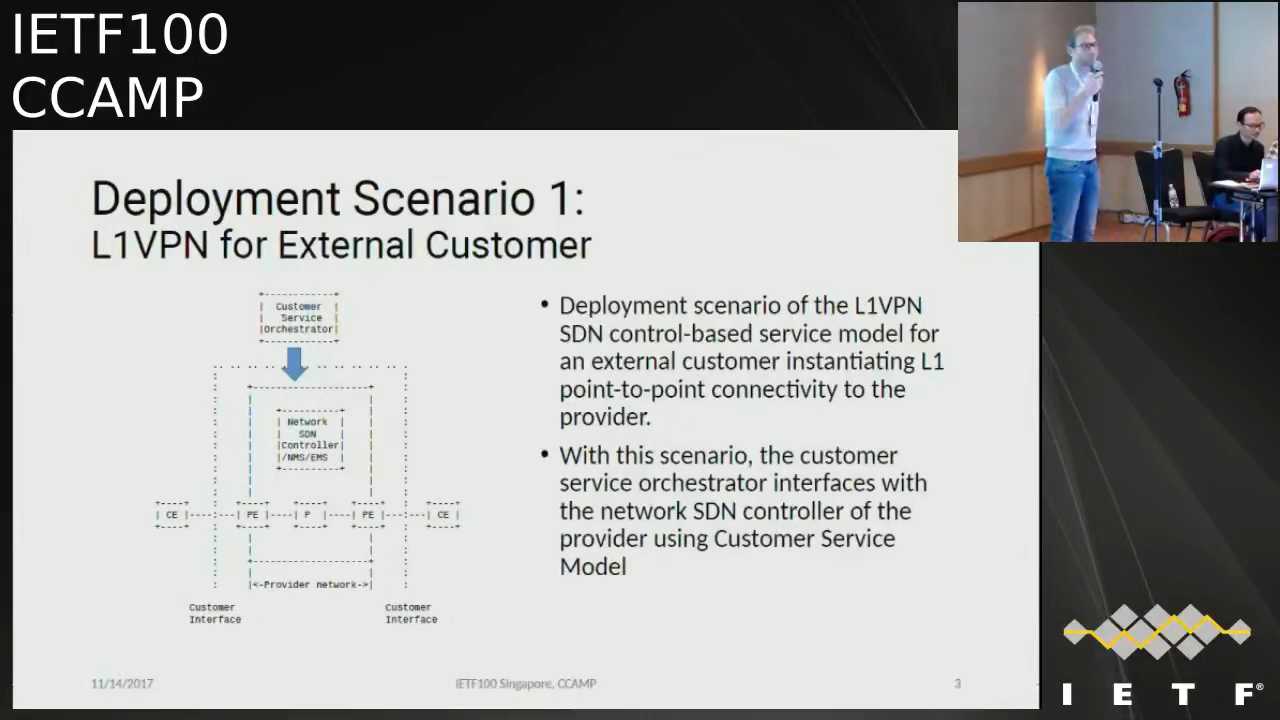 IETF100
CCAMP
Deployment Scenario 1:
L1VPN for External Customer
Customer
Service
Orchestrator
Network
SDN
Controller
/NMS/EMS
CE PE P PE CE
<-Provider network->
Customer Customer
Interface Interface
• Deployment scenario of the L1VPN
SDN control-based service model for
an external customer instantiating L1
point-to-point connectivity to the
provider.
• With this scenario, the customer
service orchestrator interfaces with
the network SDN controller of the
provider using Customer Service
Model
11/14/2017 IETF100 Singapore, CCAMP 3
I E T F®